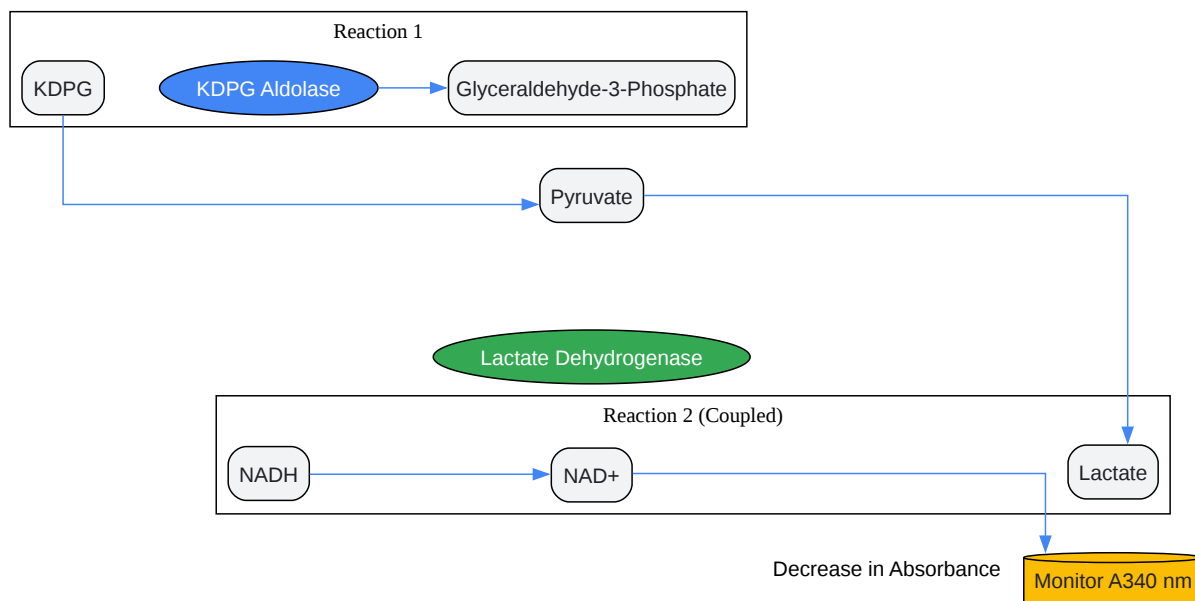 Reaction 1
KDPG
KDPG Aldolase
Glyceraldehyde-3-Phosphate
Pyruvate
Lactate Dehydrogenase
Reaction 2 (Coupled)
NADH
NAD+
Lactate
Decrease in Absorbance
Monitor A340 nm